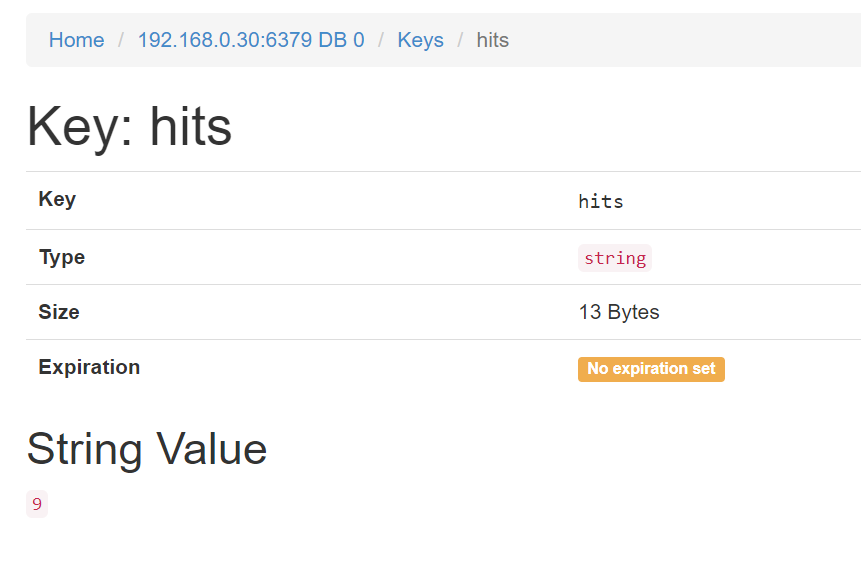 Home / 192.168.0.30:6379 DB 0 / Keys / hits
Key: hits
Key hits
Type string
Size 13 Bytes
Expiration No expiration set
String Value
9